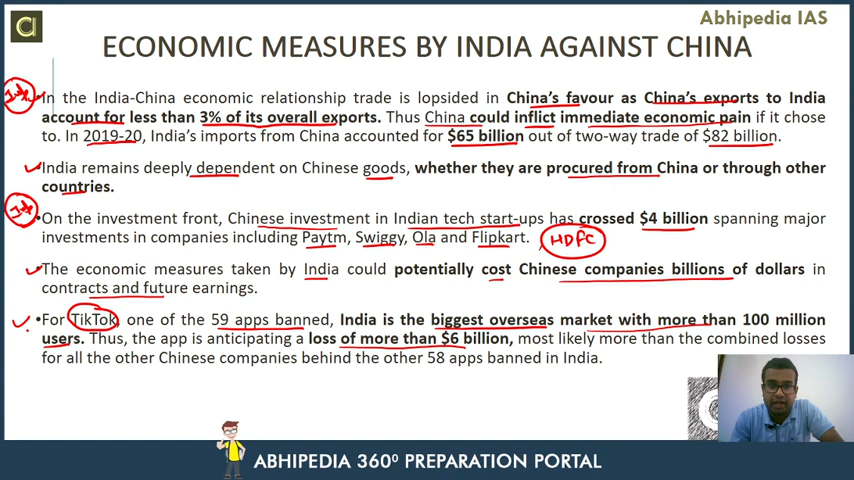 Abhipedia IAS
ECONOMIC MEASURES BY INDIA AGAINST CHINA
In the India-China economic relationship trade is lopsided in China's favour as China's exports to India
account for less than 3% of its overall exports. Thus China could inflict immediate economic pain if it chose
to. In 2019-20, India's imports from China accounted for $65 billion out of two-way trade of $82 billion.
India remains deeply dependent on Chinese goods, whether they are procured from China or through other
countries.
•On the investment front, Chinese investment in Indian tech start-ups has crossed $4 billion spanning major
investments in companies including Paytm, Swiggy, Ola and Flipkart.
HDFC
•The economic measures taken by India could potentially cost Chinese companies billions of dollars in
contracts and future earnings.
•For TikTok, one of the 59 apps banned, India is the biggest overseas market with more than 100 million
users. Thus, the app is anticipating a loss of more than $6 billion, most likely more than the combined losses
for all the other Chinese companies behind the other 58 apps banned in India.
ABHIPEDIA 360⁰ PREPARATION PORTAL